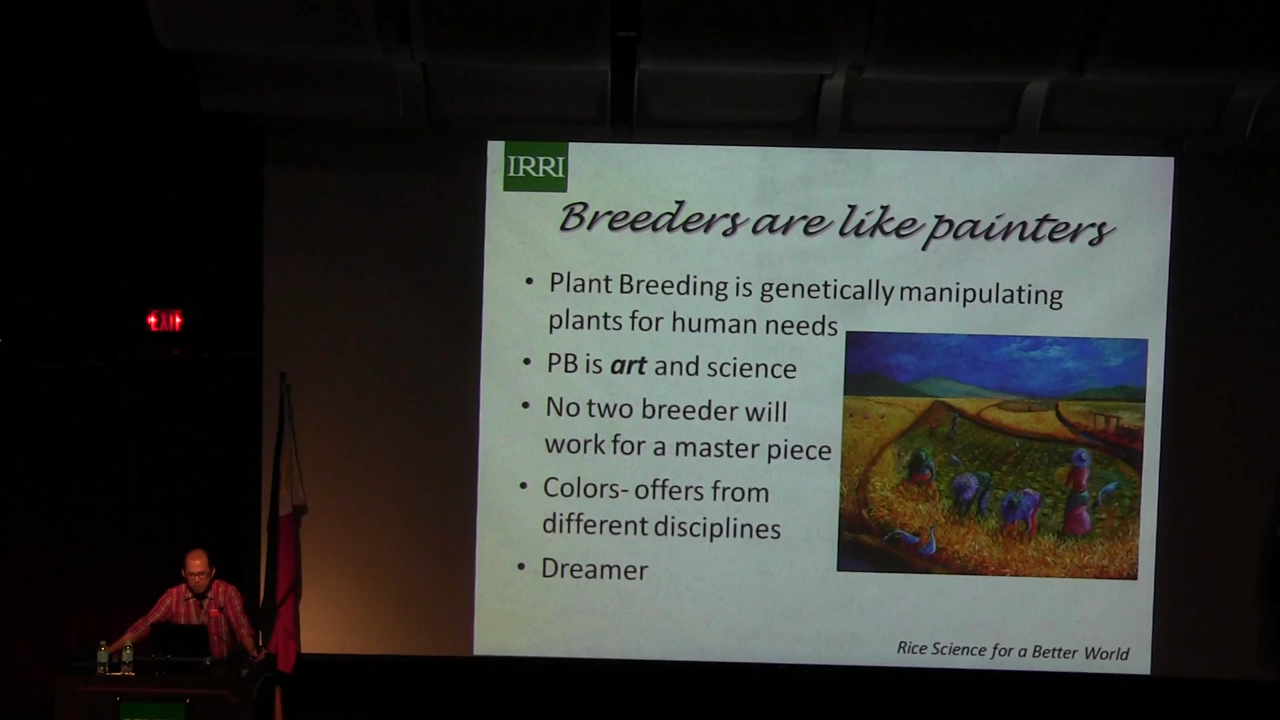 IRRI
Breeders are like painters
• Plant Breeding is genetically manipulating
plants for human needs
• PB is art and science
• No two breeder will
work for a master piece
• Colors- offers from
different disciplines
• Dreamer
Rice Science for a Better World
EXIT